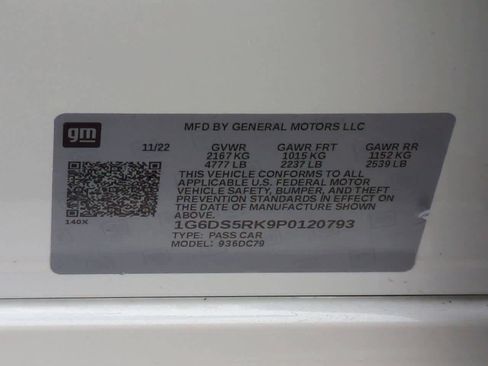 gm
MFD BY GENERAL MOTORS LLC
11/22 GVWR GAWR FRT GAWR RR
2167 KG 1015 KG 1152 KG
4777 LB 2237 LB 2539 LB
THIS VEHICLE CONFORMS TO ALL
APPLICABLE U.S. FEDERAL MOTOR
VEHICLE SAFETY, BUMPER, AND THEFT
PREVENTION STANDARDS IN EFFECT ON
THE DATE OF MANUFACTURE SHOWN
ABOVE.
140X
1G6DS5RK9P0120793
TYPE: PASS CAR
MODEL: 936DC79